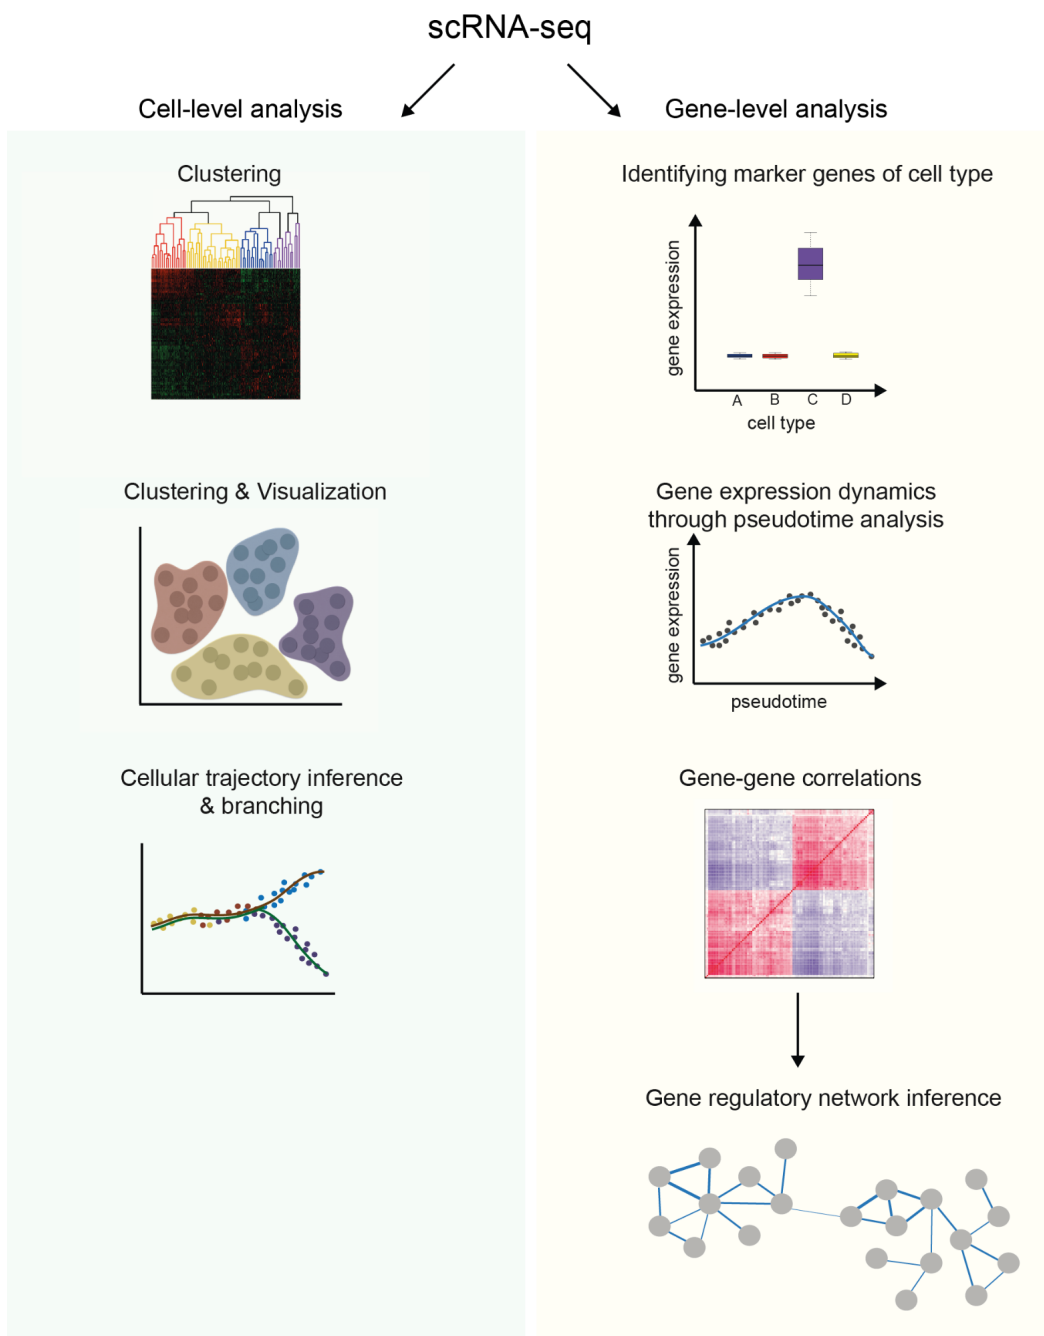 scRNA-seq
Cell-level analysis
Clustering
Clustering & Visualization
Cellular trajectory inference
& branching
Gene-level analysis
Identifying marker genes of cell type
gene expression
A B C D
cell type
Gene expression dynamics
through pseudotime analysis
gene expression
pseudotime
Gene-gene correlations
Gene regulatory network inference